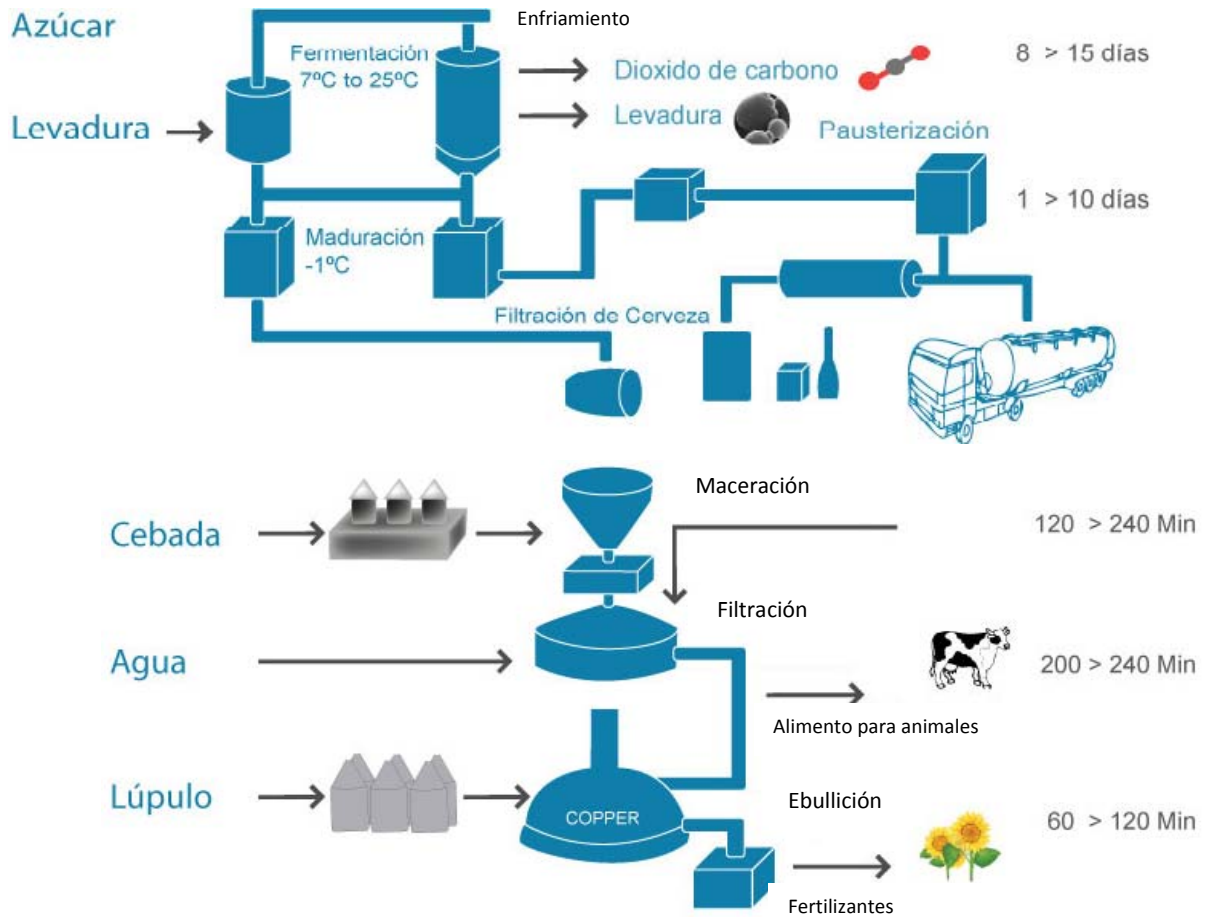 Azúcar
Enfriamiento
Fermentación
7ºC to 25ºC
Dioxido de carbono
8 > 15 días
Levadura
Levadura
Pausterización
1 > 10 días
Maduración
-1ºC
Filtración de Cerveza
Maceración
Cebada
120 > 240 Min
Filtración
Agua
200 > 240 Min
Alimento para animales
Lúpulo
Ebullición
COPPER
60 > 120 Min
Fertilizantes